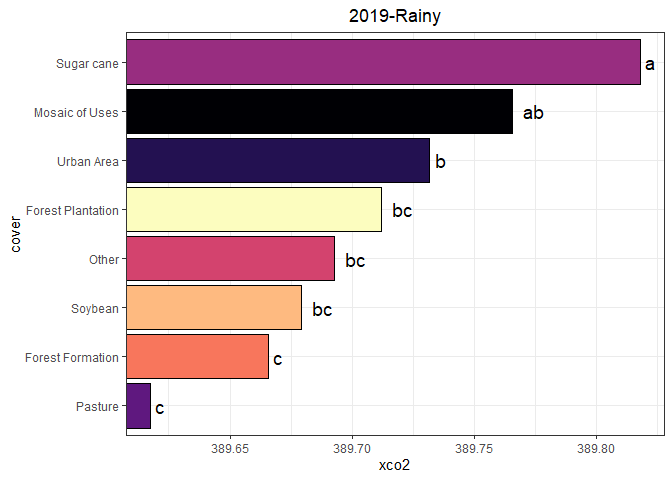 2019-Rainy
Sugar cane a
Mosaic of Uses ab
Urban Area b
Forest Plantation bc
Other bc
Soybean bc
Forest Formation c
Pasture c
cover
389.65 389.70 389.75 389.80
xco2